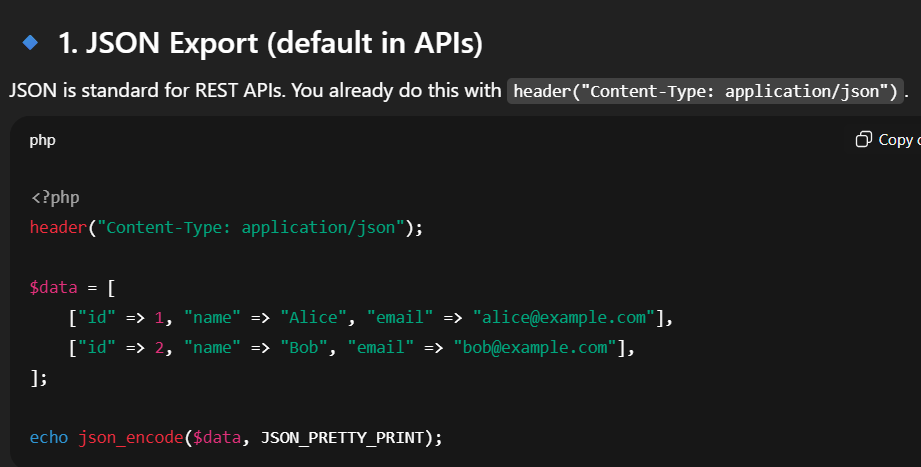 1. JSON Export (default in APIs)
JSON is standard for REST APIs. You already do this with header("Content-Type: application/json").
php
Copy c
<?php
header("Content-Type: application/json");
$data = [
    ["id" => 1, "name" => "Alice", "email" => "alice@example.com"],
    ["id" => 2, "name" => "Bob", "email" => "bob@example.com"],
];
echo json_encode($data, JSON_PRETTY_PRINT);